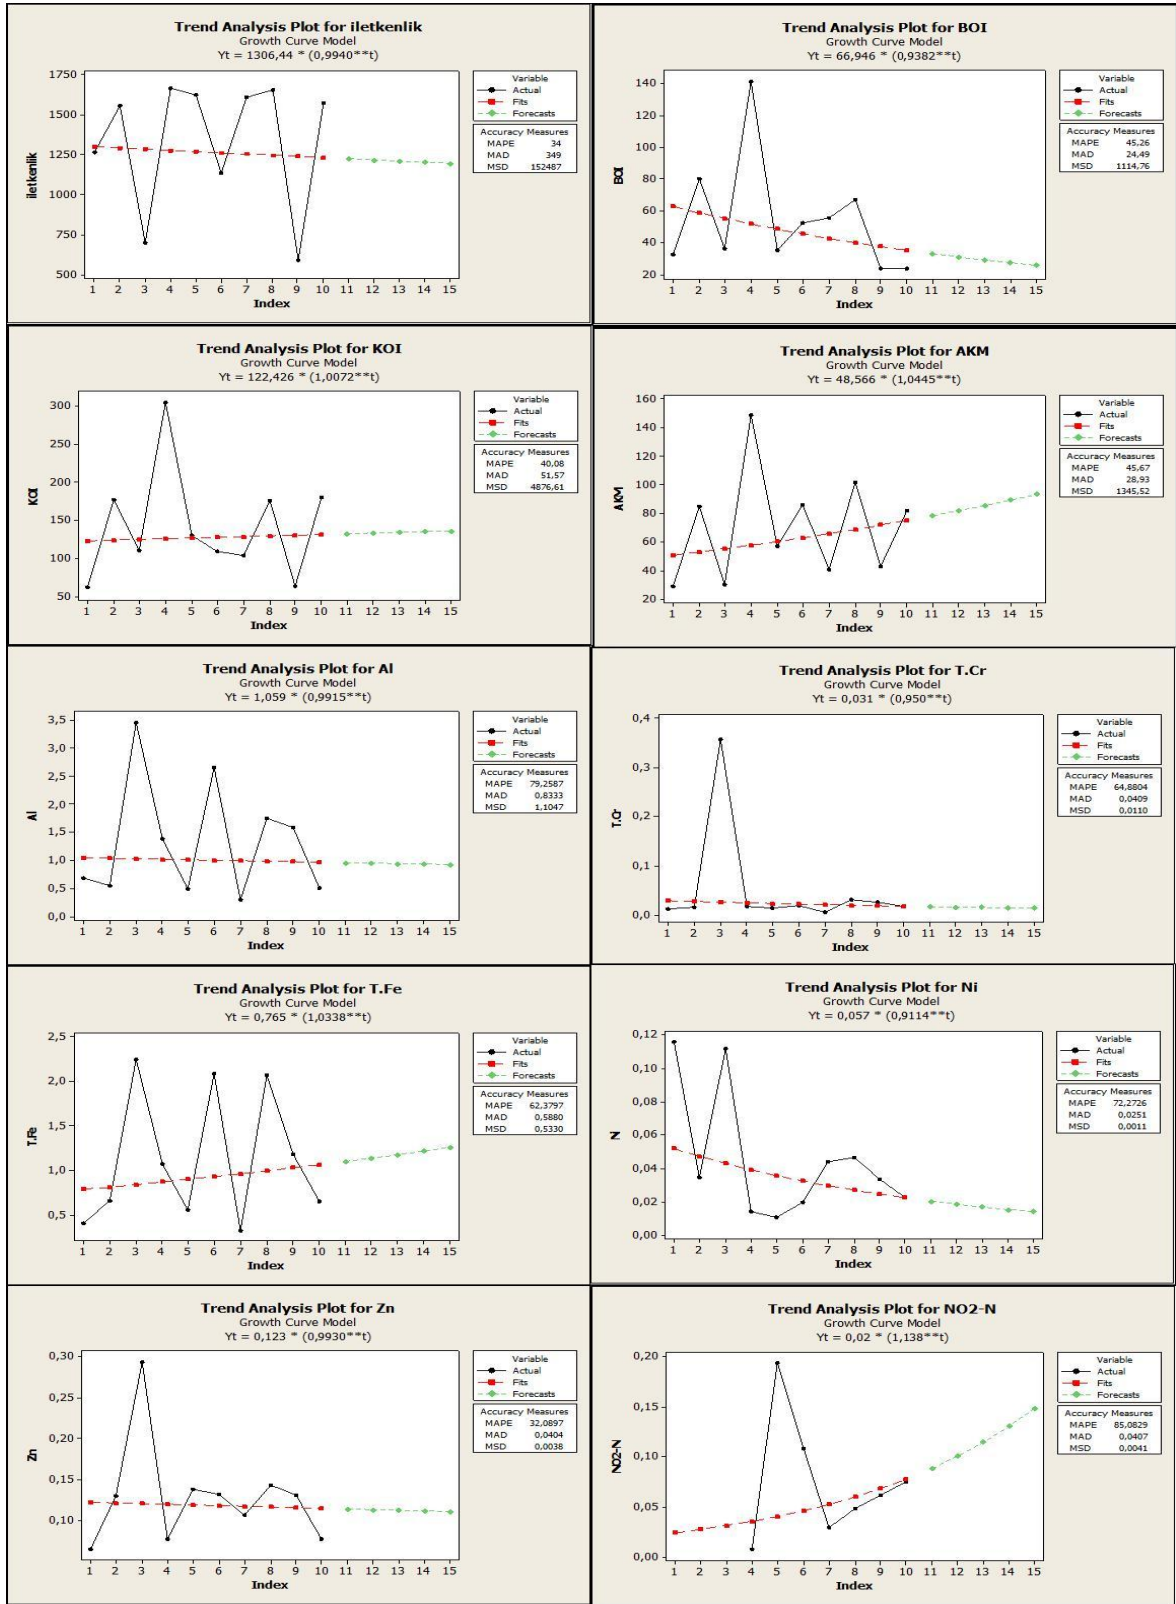 Trend Analysis Plot for iletkenlik
Growth Curve Model
Yt = 1306,44 * (0,9940**t)
1750
1500
1250
1000
750
500
iletkenlik
1 2 3 4 5 6 7 8 9 10 11 12 13 14 15
Index
Variable
Actual
Fits
Forecasts
Accuracy Measures
MAPE 34
MAD 349
MSD 152487
Trend Analysis Plot for BOI
Growth Curve Model
Yt = 66,946 * (0,9382**t)
140
120
100
80
60
40
20
BOI
1 2 3 4 5 6 7 8 9 10 11 12 13 14 15
Index
Variable
Actual
Fits
Forecasts
Accuracy Measures
MAPE 45,26
MAD 24,49
MSD 1114,76
Trend Analysis Plot for KOI
Growth Curve Model
Yt = 122,426 * (1,0072**t)
300
250
200
150
100
50
KOI
1 2 3 4 5 6 7 8 9 10 11 12 13 14 15
Index
Variable
Actual
Fits
Forecasts
Accuracy Measures
MAPE 40,08
MAD 51,57
MSD 4876,61
Trend Analysis Plot for AKM
Growth Curve Model
Yt = 48,566 * (1,0445**t)
160
140
120
100
80
60
40
20
AKM
1 2 3 4 5 6 7 8 9 10 11 12 13 14 15
Index
Variable
Actual
Fits
Forecasts
Accuracy Measures
MAPE 45,67
MAD 28,93
MSD 1345,52
Trend Analysis Plot for Al
Growth Curve Model
Yt = 1,059 * (0,9915**t)
3,5
3,0
2,5
2,0
1,5
1,0
0,5
0,0
Al
1 2 3 4 5 6 7 8 9 10 11 12 13 14 15
Index
Variable
Actual
Fits
Forecasts
Accuracy Measures
MAPE 79,2587
MAD 0,8333
MSD 1,1047
Trend Analysis Plot for T.Cr
Growth Curve Model
Yt = 0,031 * (0,950**t)
0,4
0,3
0,2
0,1
0,0
T.Cr
1 2 3 4 5 6 7 8 9 10 11 12 13 14 15
Index
Variable
Actual
Fits
Forecasts
Accuracy Measures
MAPE 64,8804
MAD 0,0409
MSD 0,0110
Trend Analysis Plot for T.Fe
Growth Curve Model
Yt = 0,765 * (1,0338**t)
2,5
2,0
1,5
1,0
0,5
T.Fe
1 2 3 4 5 6 7 8 9 10 11 12 13 14 15
Index
Variable
Actual
Fits
Forecasts
Accuracy Measures
MAPE 62,3797
MAD 0,5880
MSD 0,5330
Trend Analysis Plot for Ni
Growth Curve Model
Yt = 0,057 * (0,9114**t)
0,12
0,10
0,08
0,06
0,04
0,02
0,00
Ni
1 2 3 4 5 6 7 8 9 10 11 12 13 14 15
Index
Variable
Actual
Fits
Forecasts
Accuracy Measures
MAPE 72,2726
MAD 0,0251
MSD 0,0011
Trend Analysis Plot for Zn
Growth Curve Model
Yt = 0,123 * (0,9930**t)
0,30
0,25
0,20
0,15
0,10
Zn
1 2 3 4 5 6 7 8 9 10 11 12 13 14 15
Index
Variable
Actual
Fits
Forecasts
Accuracy Measures
MAPE 32,0897
MAD 0,0404
MSD 0,0038
Trend Analysis Plot for NO2-N
Growth Curve Model
Yt = 0,02 * (1,138**t)
0,20
0,15
0,10
0,05
0,00
NO2-N
1 2 3 4 5 6 7 8 9 10 11 12 13 14 15
Index
Variable
Actual
Fits
Forecasts
Accuracy Measures
MAPE 85,0829
MAD 0,0407
MSD 0,0041